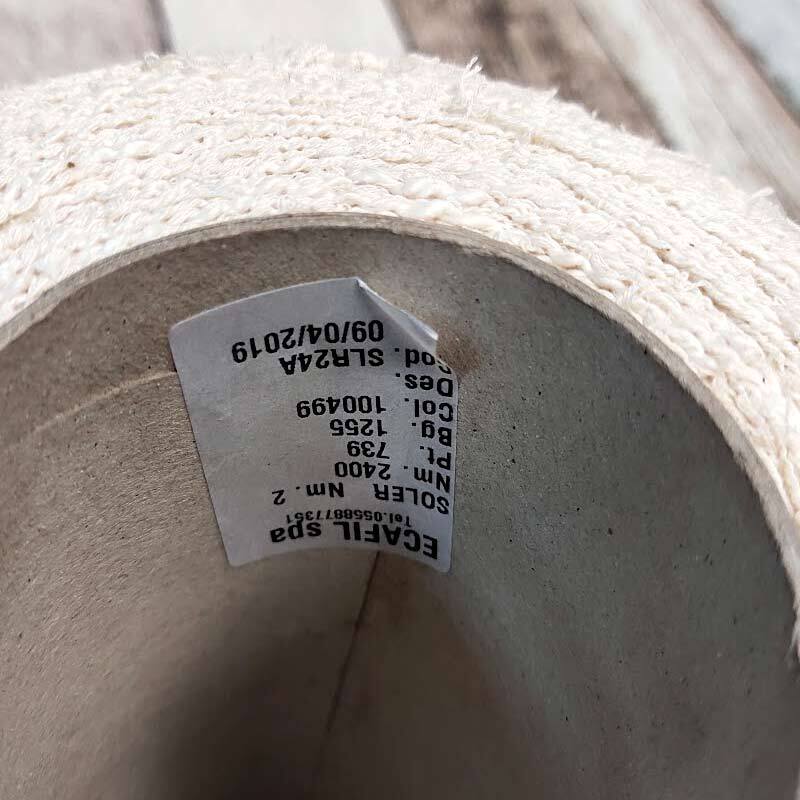 ECAFIL spa
Tel.0558877351
SOLER Nm. 2
Nm. 2400
Pt. 739
Bg. 1255
Col. 100499
Des.
Cod. SLR24A
09/04/2019